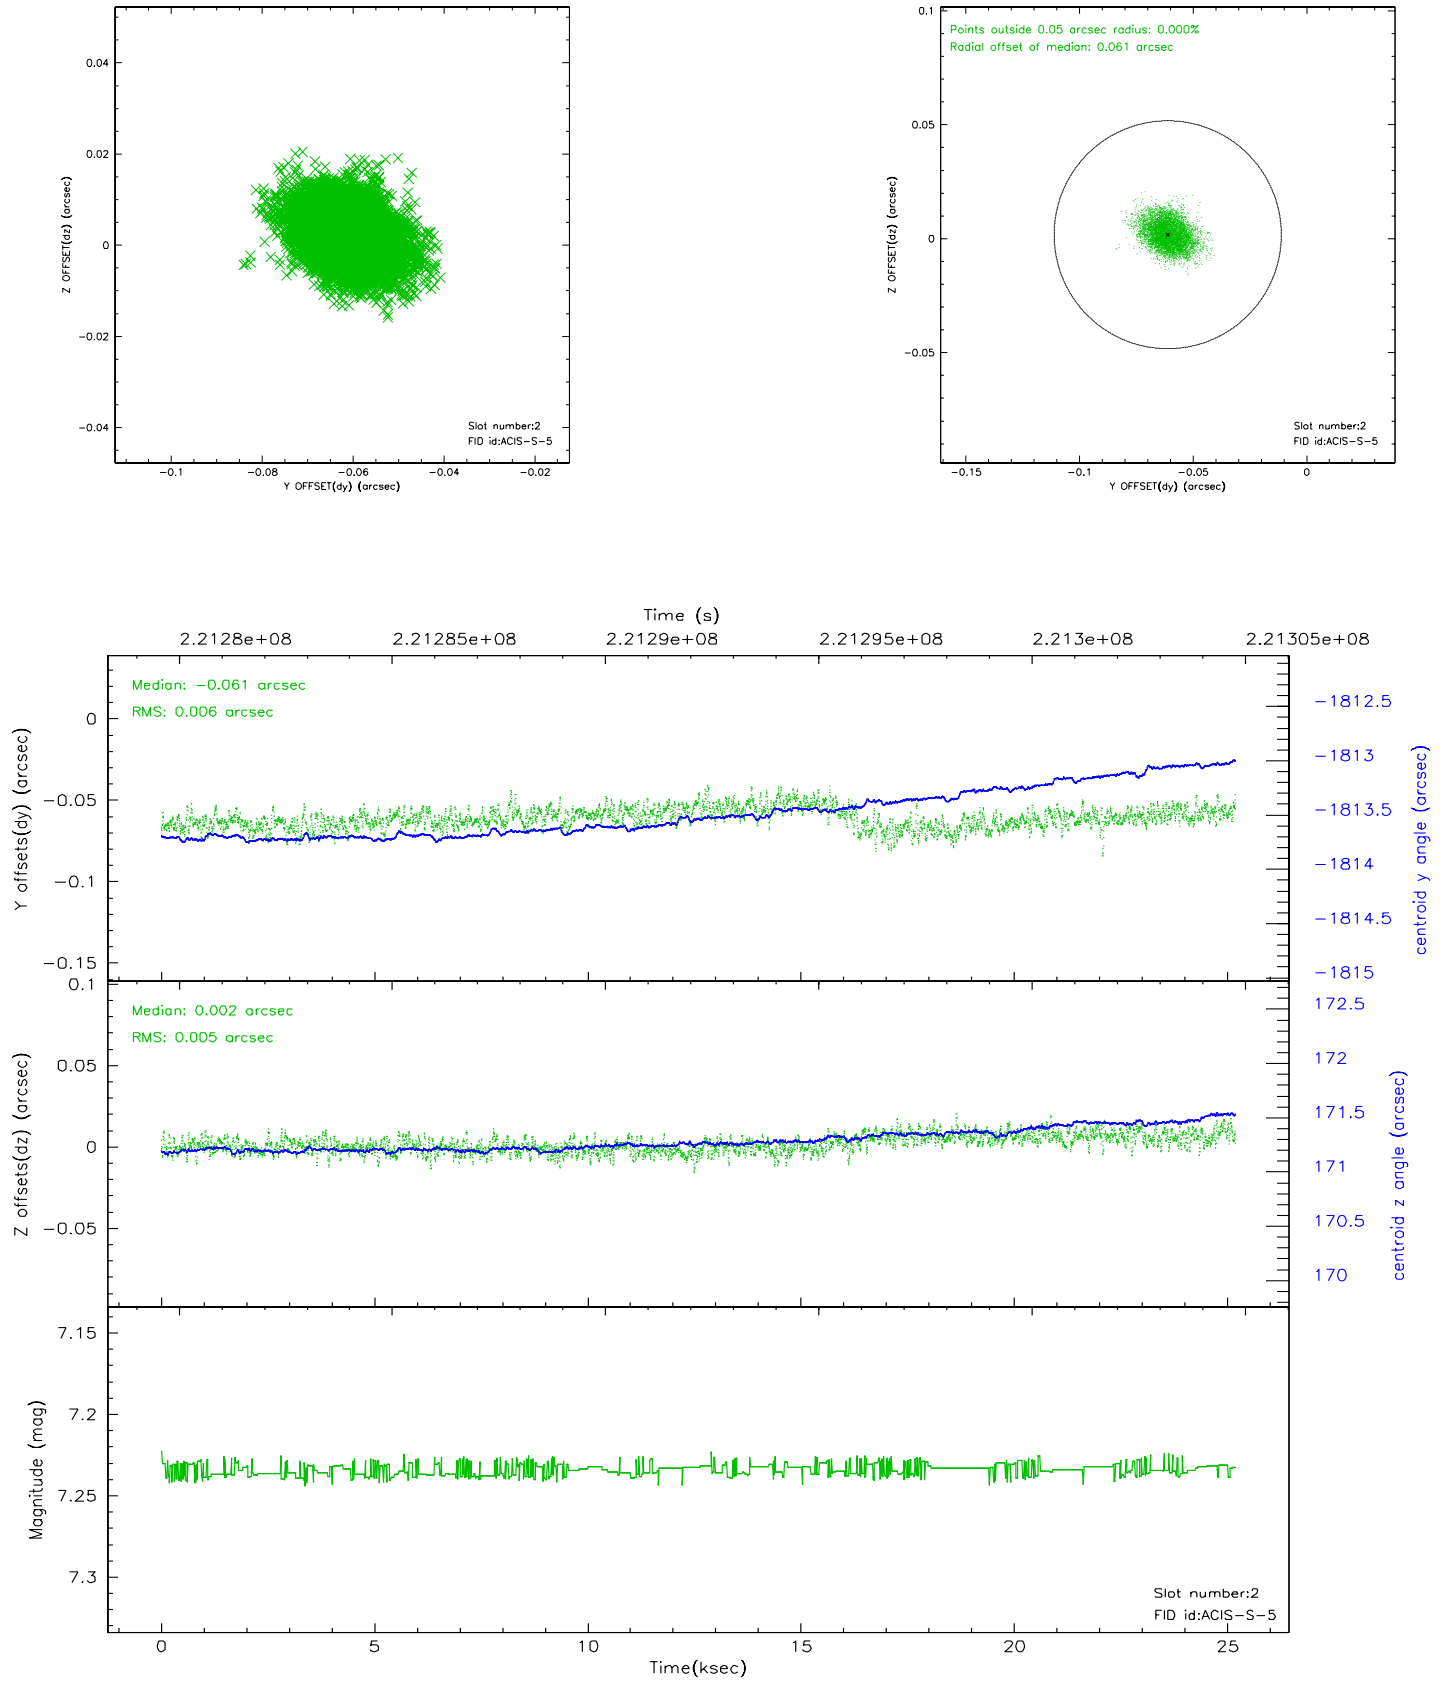 0.04
0.02
0
−0.02
−0.04
Z OFFSET(dz) (arcsec)
Slot number:2
FID id:ACIS−S−5
−0.1
−0.08
−0.06
−0.04
−0.02
Y OFFSET(dy) (arcsec)
0.1
0.05
0
−0.05
Z OFFSET(dz) (arcsec)
Points outside 0.05 arcsec radius: 0.000%
Radial offset of median: 0.061 arcsec
Slot number:2
FID id:ACIS−S−5
−0.15
−0.1
−0.05
0
Y OFFSET(dy) (arcsec)
Time (s)
2.2128e+08
2.21285e+08
2.2129e+08
2.21295e+08
2.213e+08
2.21305e+08
Median: −0.061 arcsec
RMS: 0.006 arcsec
0
−0.05
−0.1
−0.15
Y offsets(dy) (arcsec)
−1812.5
−1813
−1813.5
−1814
−1814.5
−1815
centroid y angle (arcsec)
Median: 0.002 arcsec
RMS: 0.005 arcsec
0.1
0.05
0
−0.05
Z offsets(dz) (arcsec)
172.5
172
171.5
171
170.5
170
centroid z angle (arcsec)
7.15
7.2
7.25
7.3
Magnitude (mag)
Slot number:2
FID id:ACIS−S−5
0
5
10
15
20
25
Time(ksec)